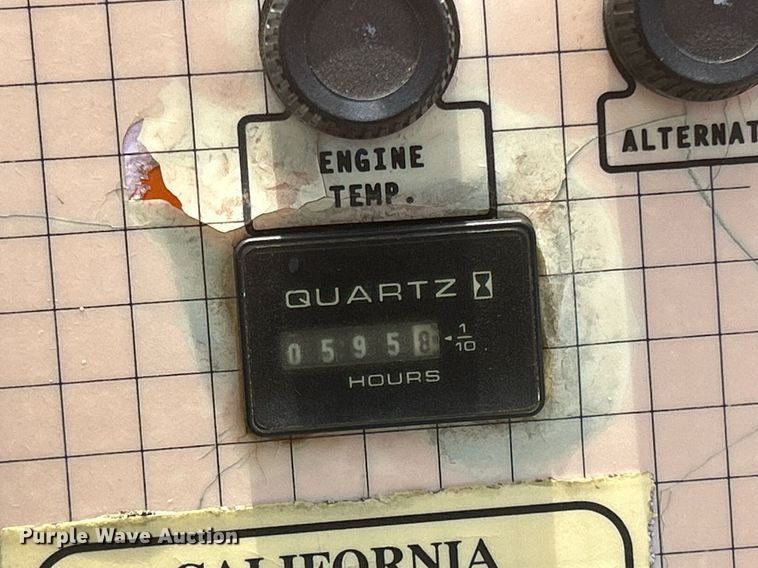 ENGINE
TEMP.
ALTERNAT
QUARTZ
0 5 9 5 8 1/10
HOURS
CALIFORNIA
Purple Wave Auction